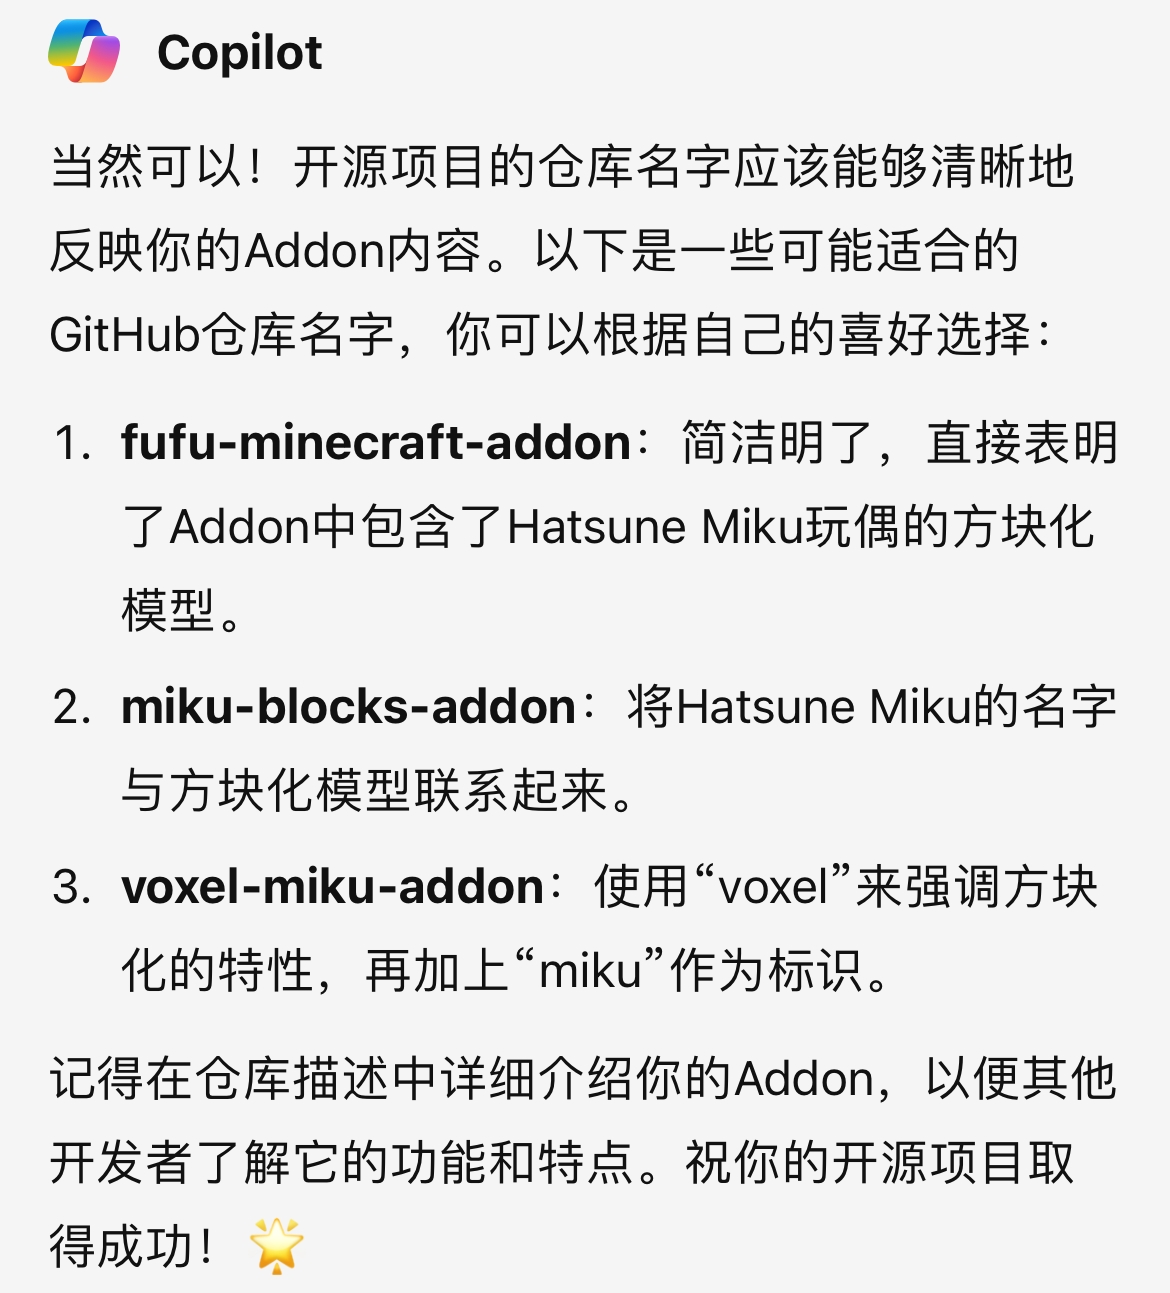 Copilot
当然可以！开源项目的仓库名字应该能够清晰地
反映你的Addon内容。以下是一些可能适合的
GitHub仓库名字，你可以根据自己的喜好选择：
1. fufu-minecraft-addon：简洁明了，直接表明
了Addon中包含了Hatsune Miku玩偶的方块化
模型。
2. miku-blocks-addon：将Hatsune Miku的名字
与方块化模型联系起来。
3. voxel-miku-addon：使用“voxel”来强调方块
化的特性，再加上“miku”作为标识。
记得在仓库描述中详细介绍你的Addon，以便其他
开发者了解它的功能和特点。祝你的开源项目取
得成功！🌟